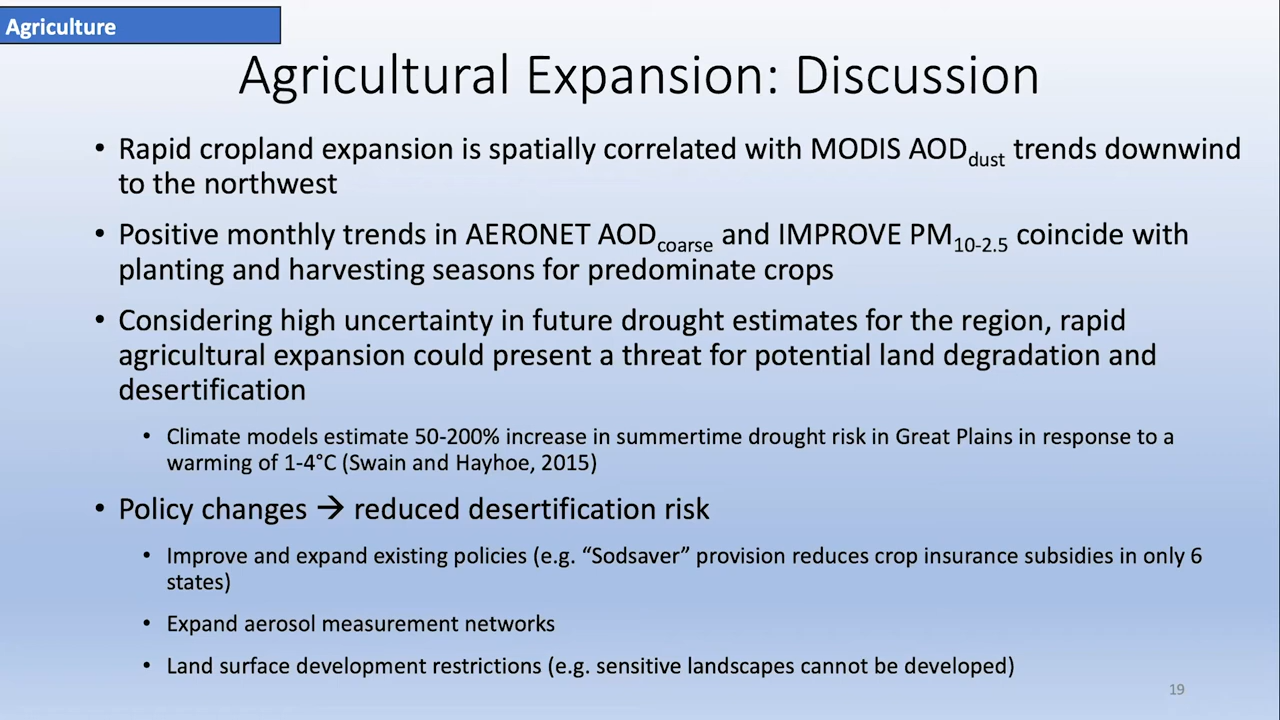 Agriculture
Agricultural Expansion: Discussion
• Rapid cropland expansion is spatially correlated with MODIS AODdust trends downwind
to the northwest
• Positive monthly trends in AERONET AODcoarse and IMPROVE PM10-2.5 coincide with
planting and harvesting seasons for predominate crops
• Considering high uncertainty in future drought estimates for the region, rapid
agricultural expansion could present a threat for potential land degradation and
desertification
• Climate models estimate 50-200% increase in summertime drought risk in Great Plains in response to a
warming of 1-4°C (Swain and Hayhoe, 2015)
• Policy changes → reduced desertification risk
• Improve and expand existing policies (e.g. “Sodsaver” provision reduces crop insurance subsidies in only 6
states)
• Expand aerosol measurement networks
• Land surface development restrictions (e.g. sensitive landscapes cannot be developed)
19